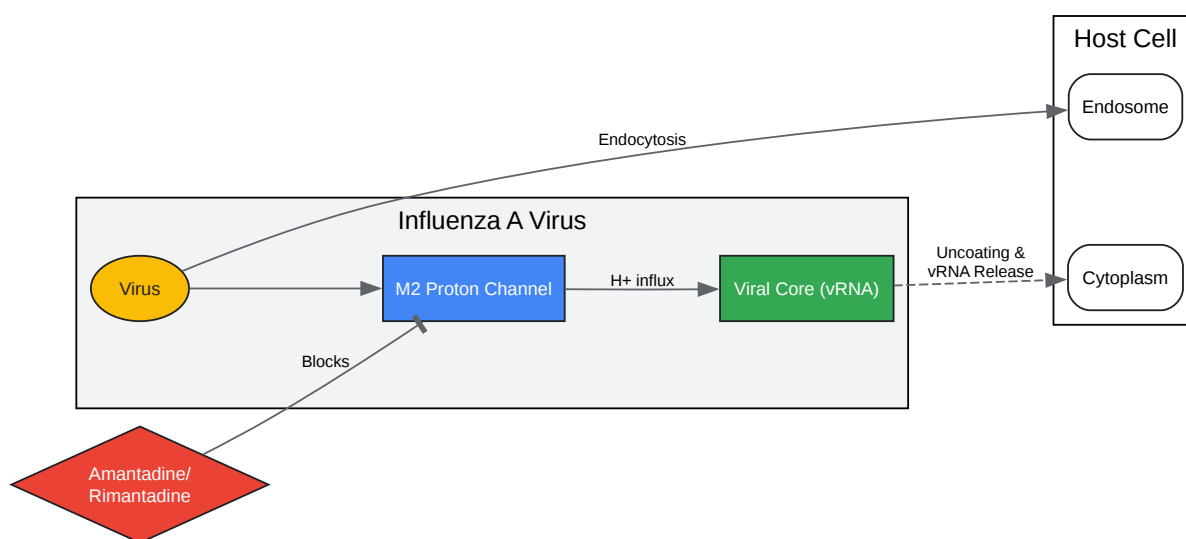 Host Cell
Endosome
Endocytosis
Influenza A Virus
Uncoating &
vRNA Release
Virus
M2 Proton Channel
H+ influx
Viral Core (vRNA)
Cytoplasm
Blocks
Amantadine/
Rimantadine